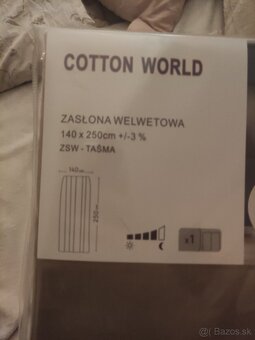 COTTON WORLD
ZASŁONA WELWETOWA
140 x 250cm +/-3 %
ZSW - TAŚMA
140 cm
250 cm
x1
bazos.sk